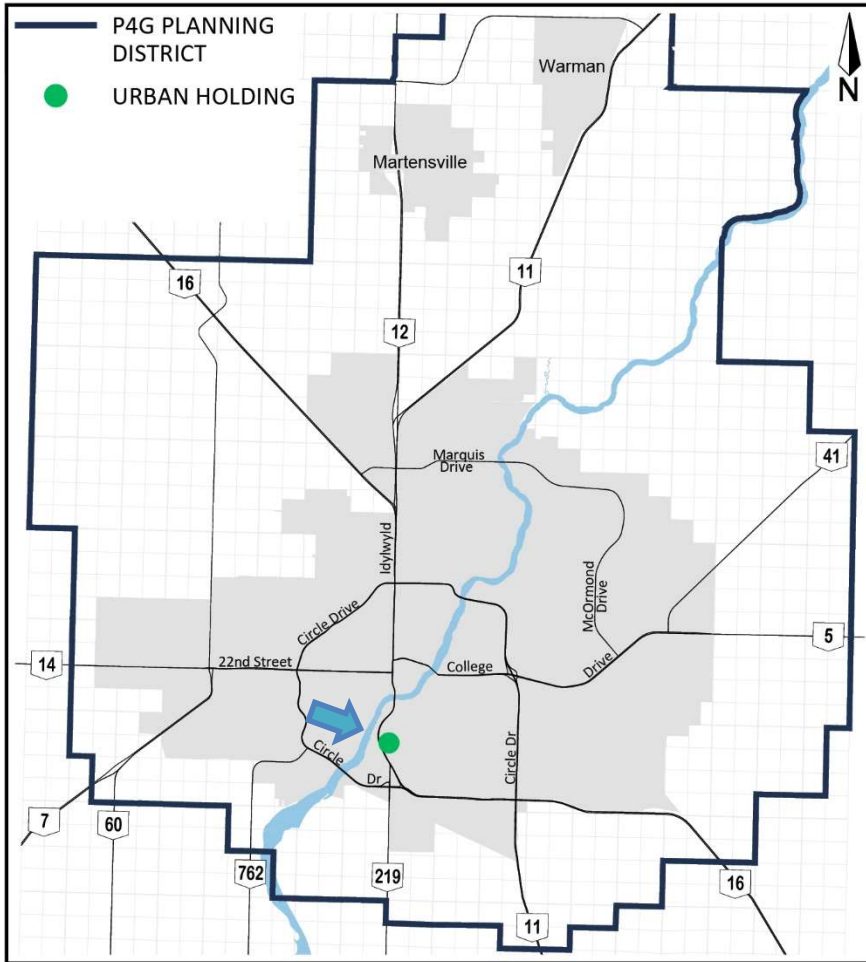 P4G PLANNING
DISTRICT
URBAN HOLDING
N
Warman
Martensville
16
11
12
41
Marquis
Drive
Idylwyld
McOrmond
Drive
Circle Drive
14
22nd Street
College
Drive
5
Circle
Dr
Circle Dr
7
60
762
219
16
11